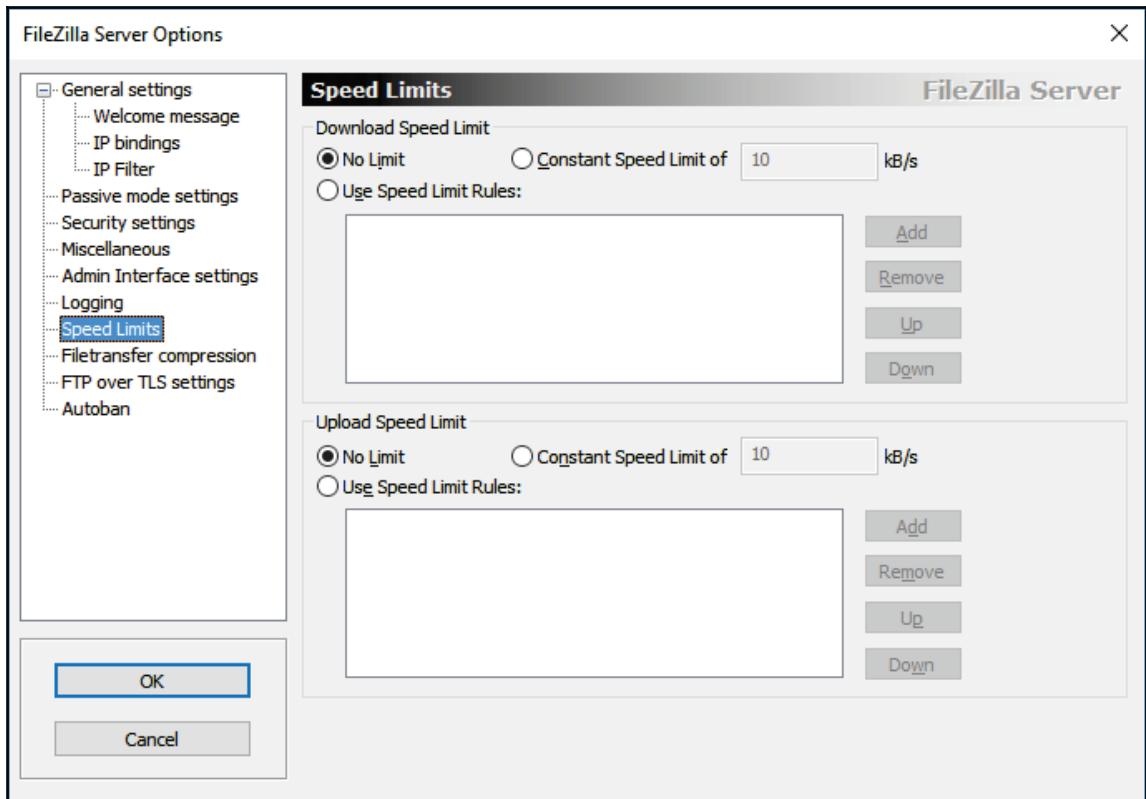 FileZilla Server Options
General settings
Welcome message
IP bindings
IP Filter
Passive mode settings
Security settings
Miscellaneous
Admin Interface settings
Logging
Speed Limits
Filetransfer compression
FTP over TLS settings
Autoban
OK
Cancel
Speed Limits FileZilla Server
Download Speed Limit
No Limit Constant Speed Limit of 10 kB/s
Use Speed Limit Rules:
Add
Remove
Up
Down
Upload Speed Limit
No Limit Constant Speed Limit of 10 kB/s
Use Speed Limit Rules:
Add
Remove
Up
Down